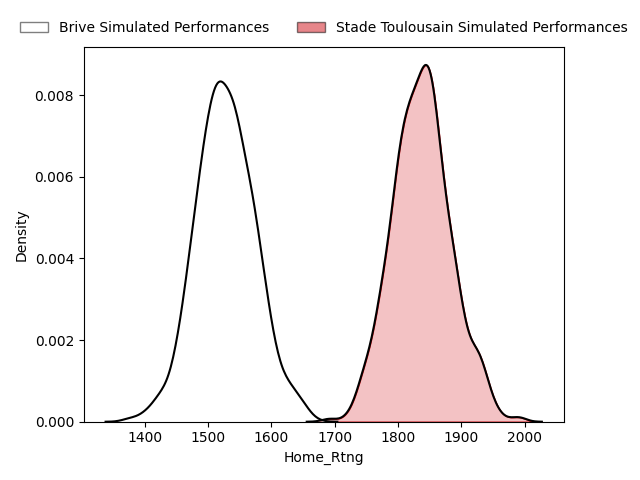 Brive Simulated Performances Stade Toulousain Simulated Performances
0.008
0.006
0.004
0.002
0.000
Density
1400 1500 1600 1700 1800 1900 2000
Home_Rtng